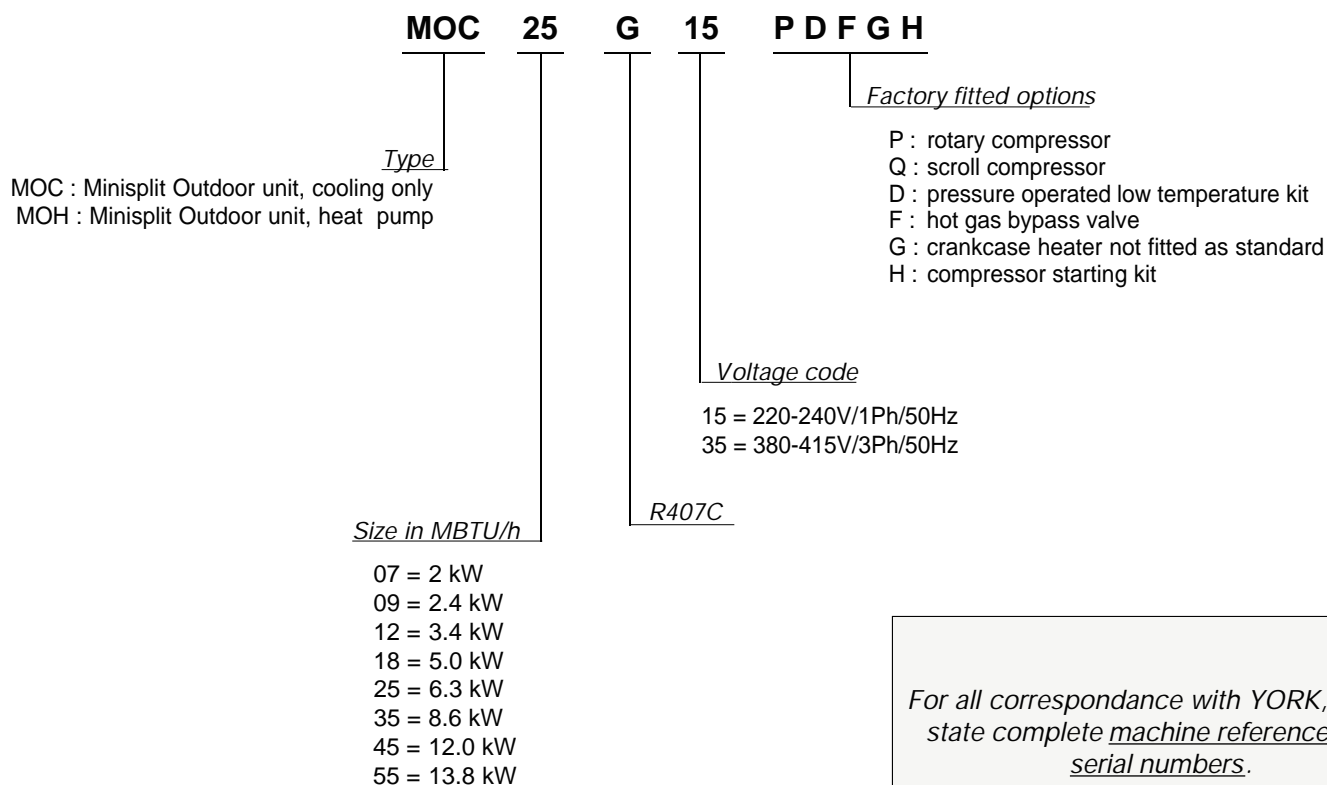 MOC 25 G 15 P D F G H
Factory fitted options
P : rotary compressor
Q : scroll compressor
D : pressure operated low temperature kit
F : hot gas bypass valve
G : crankcase heater not fitted as standard
H : compressor starting kit
Type
MOC : Minisplit Outdoor unit, cooling only
MOH : Minisplit Outdoor unit, heat pump
Voltage code
15 = 220-240V/1Ph/50Hz
35 = 380-415V/3Ph/50Hz
R407C
Size in MBTU/h
07 = 2 kW
09 = 2.4 kW
12 = 3.4 kW
18 = 5.0 kW
25 = 6.3 kW
35 = 8.6 kW
45 = 12.0 kW
55 = 13.8 kW
For all correspondance with YORK,
state complete machine reference
serial numbers.